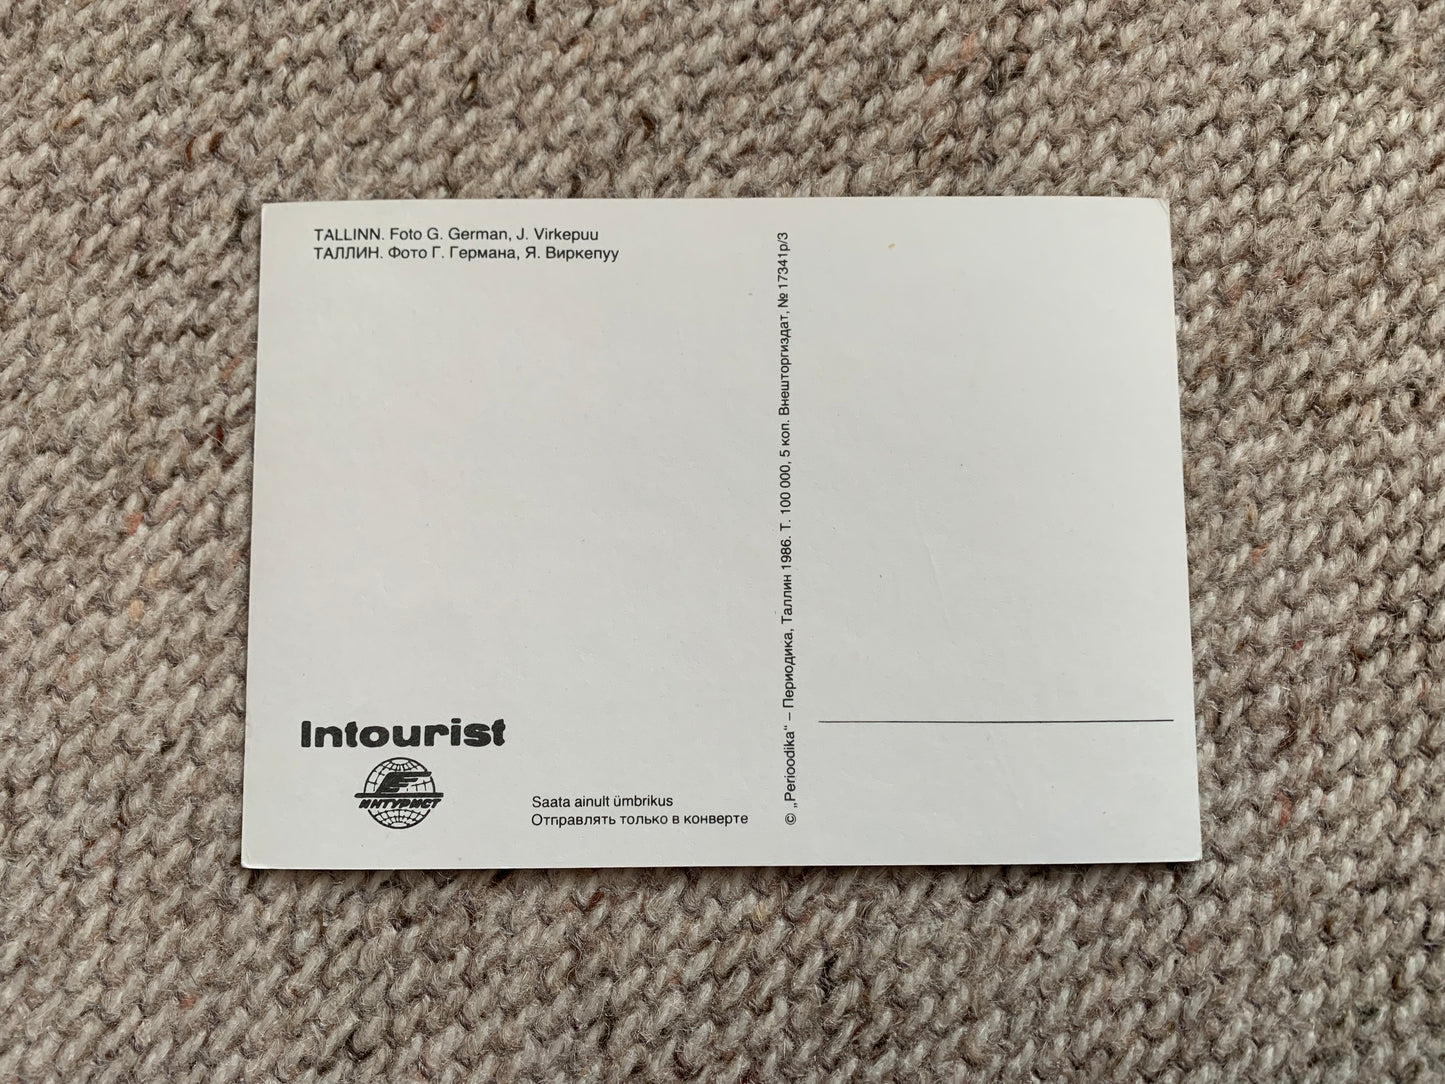 TALLINN. Foto G. German, J. Virkepuu
ТАЛЛИН. Фото Г. Германа, Я. Виркепуу
Intourist
ИНТУРИСТ
Saata ainult ümbrikus
Отправлять только в конверте
© „Perioodika“ – Периодика, Таллин 1986. Т. 100 000, 5 коп. Внешторгиздат, № 17341р/3